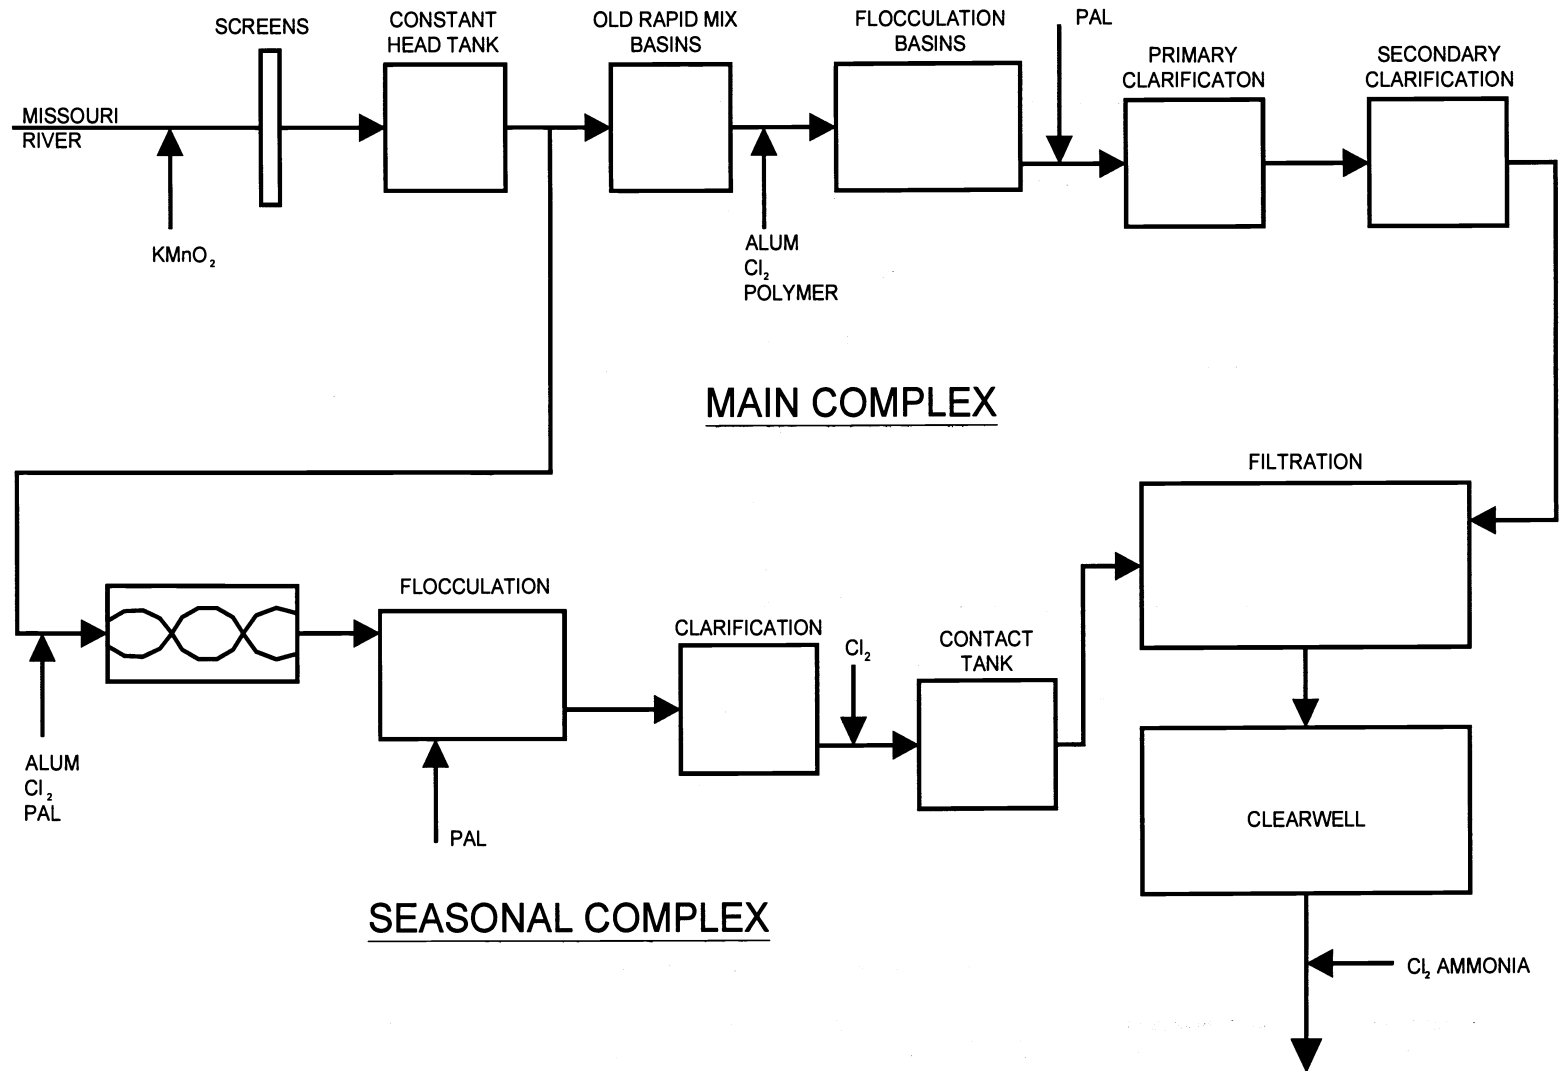 SCREENS
CONSTANT
HEAD TANK
OLD RAPID MIX
BASINS
FLOCCULATION
BASINS
PAL
PRIMARY
CLARIFICATON
SECONDARY
CLARIFICATION
MISSOURI
RIVER
KMnO₂
ALUM
Cl₂
POLYMER
MAIN COMPLEX
FILTRATION
FLOCCULATION
CLARIFICATION
Cl₂
CONTACT
TANK
ALUM
Cl₂
PAL
PAL
CLEARWELL
SEASONAL COMPLEX
Cl₂ AMMONIA